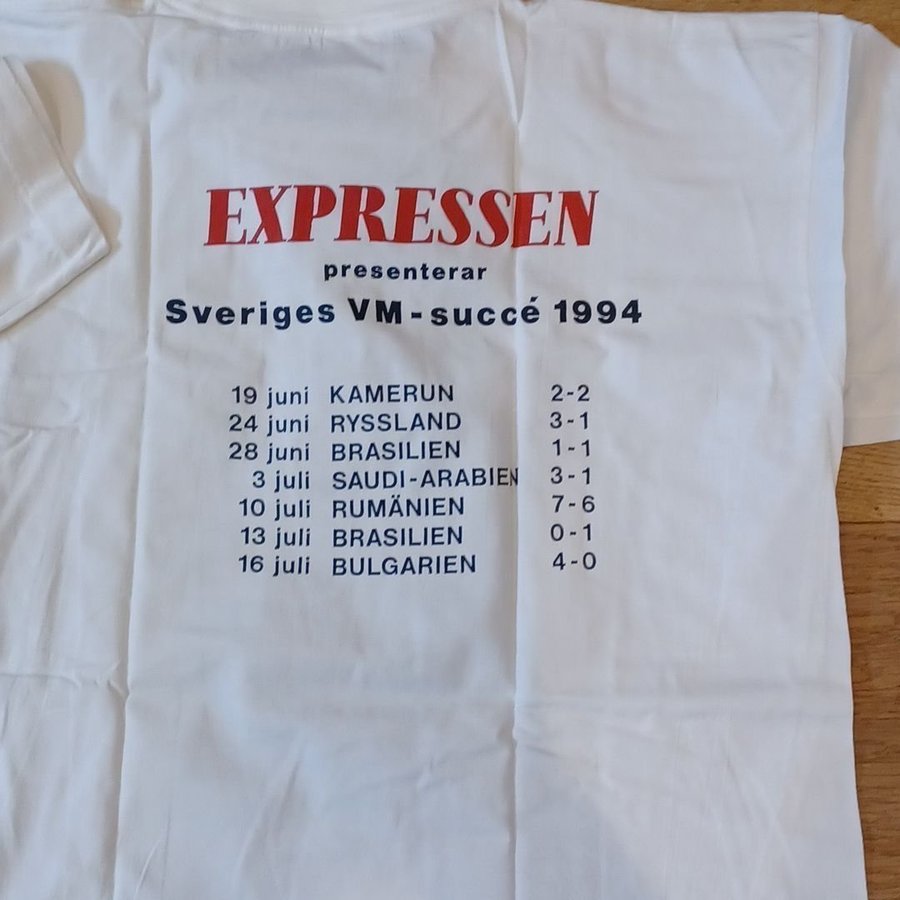 EXPRESSEN
presenterar
Sveriges VM-succé 1994
19 juni KAMERUN 2-2
24 juni RYSSLAND 3-1
28 juni BRASILIEN 1-1
3 juli SAUDI-ARABIEN 3-1
10 juli RUMÄNIEN 7-6
13 juli BRASILIEN 0-1
16 juli BULGARIEN 4-0